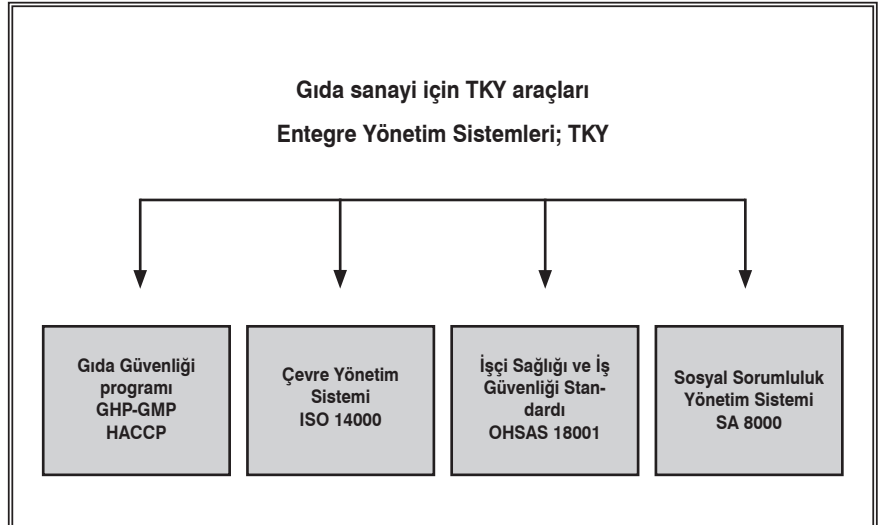 Gıda sanayi için TKY araçları
Entegre Yönetim Sistemleri; TKY
Gıda Güvenliği
programı
GHP-GMP
HACCP
Çevre Yönetim
Sistemi
ISO 14000
İşçi Sağlığı ve İş
Güvenliği Stan-
dardı
OHSAS 18001
Sosyal Sorumluluk
Yönetim Sistemi
SA 8000